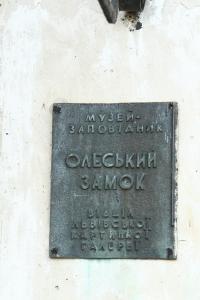 МУЗЕЙ-
ЗАПОВІДНИК
ОЛЕСЬКИЙ
ЗАМОК
ВІДДІЛ
ЛЬВІВСЬКОЇ
КАРТИННОЇ
ГАЛЕРЕЇ